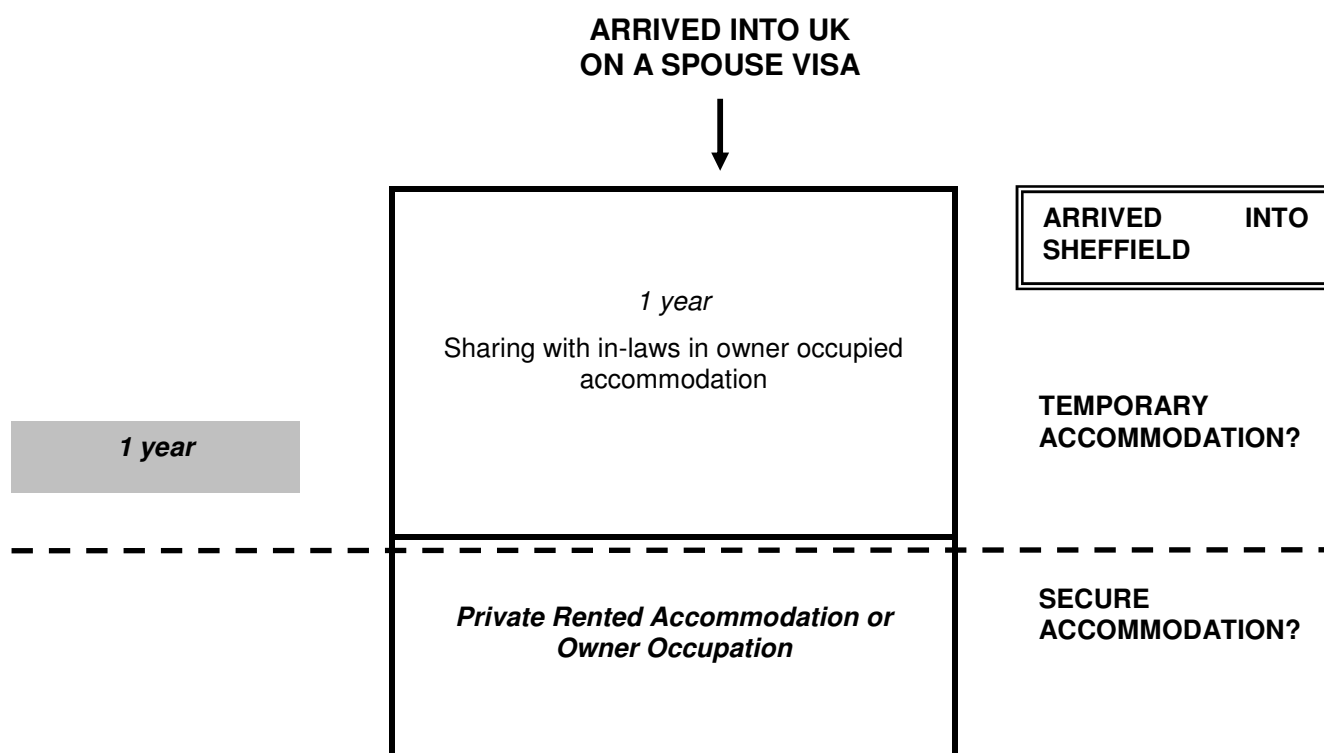 ARRIVED INTO UK
ON A SPOUSE VISA
ARRIVED INTO
SHEFFIELD
1 year
Sharing with in-laws in owner occupied
accommodation
TEMPORARY
ACCOMMODATION?
1 year
Private Rented Accommodation or
Owner Occupation
SECURE
ACCOMMODATION?